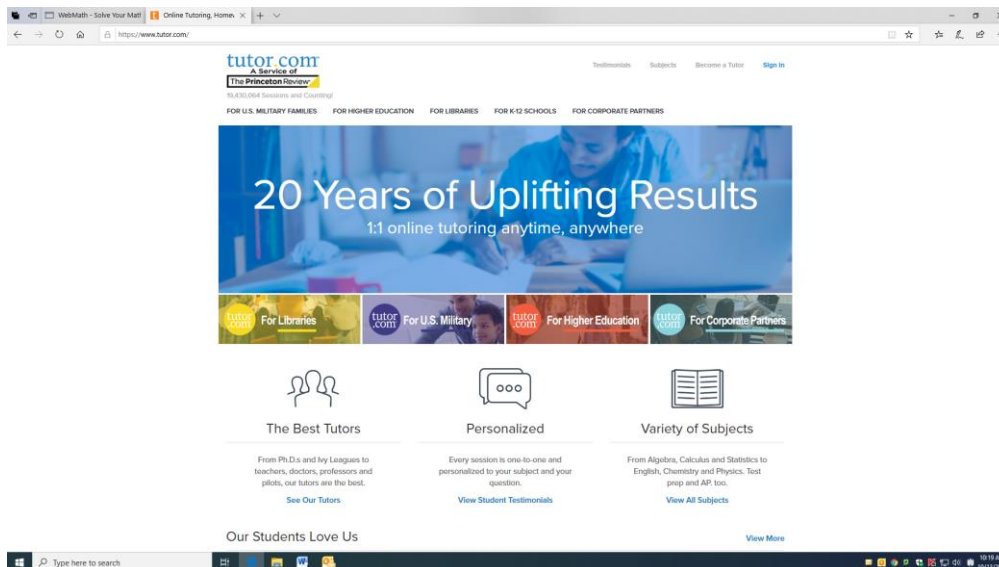 WebMath - Solve Your Matl
Online Tutoring, Homew
https://www.tutor.com/
tutor.com
A Service of
The Princeton Review
Testimonials Subjects Become a Tutor Sign In
Sessions and Counting!
FOR U.S. MILITARY FAMILIES FOR HIGHER EDUCATION FOR LIBRARIES FOR K-12 SCHOOLS FOR CORPORATE PARTNERS
20 Years of Uplifting Results
1:1 online tutoring anytime, anywhere
tutor.com For Libraries
tutor.com For U.S. Military
tutor.com For Higher Education
tutor.com For Corporate Partners
The Best Tutors
From Ph.D.s and Ivy Leagues to
teachers, doctors, professors and
pilots, our tutors are the best.
See Our Tutors
Personalized
Every session is one-to-one and
personalized to your subject and your
question.
View Student Testimonials
Variety of Subjects
From Algebra, Calculus and Statistics to
English, Chemistry and Physics. Test
prep and AP, too.
View All Subjects
Our Students Love Us View More
Type here to search
10:19 A